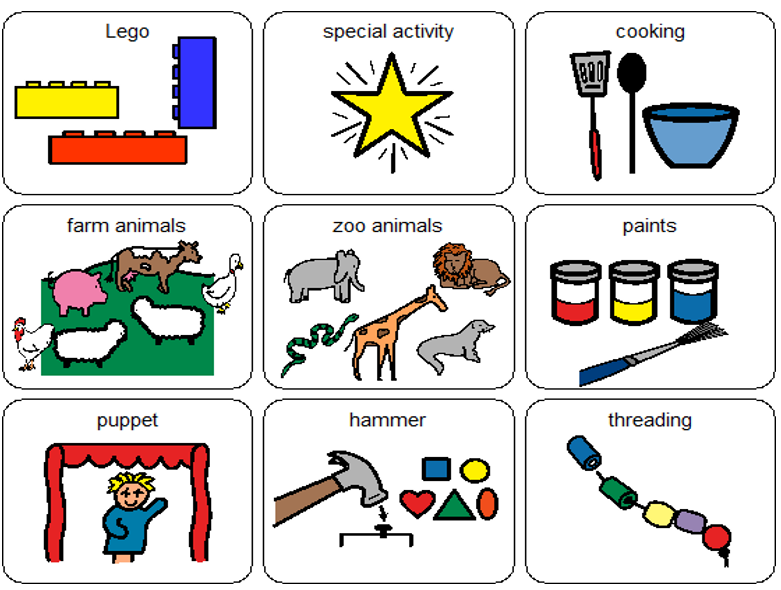 Lego
special activity
cooking
farm animals
zoo animals
paints
puppet
hammer
threading